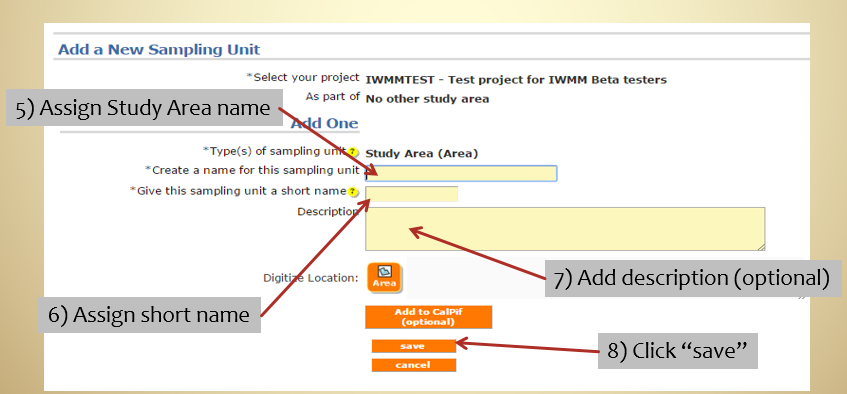 Add a New Sampling Unit
*Select your project IWMMTEST - Test project for IWMM Beta testers
As part of No other study area
5) Assign Study Area name
Add One
*Type(s) of sampling unit ? Study Area (Area)
*Create a name for this sampling unit
*Give this sampling unit a short name ?
Description
7) Add description (optional)
Digitize Location: Area
6) Assign short name
Add to CalPif
(optional)
save
8) Click “save”
cancel